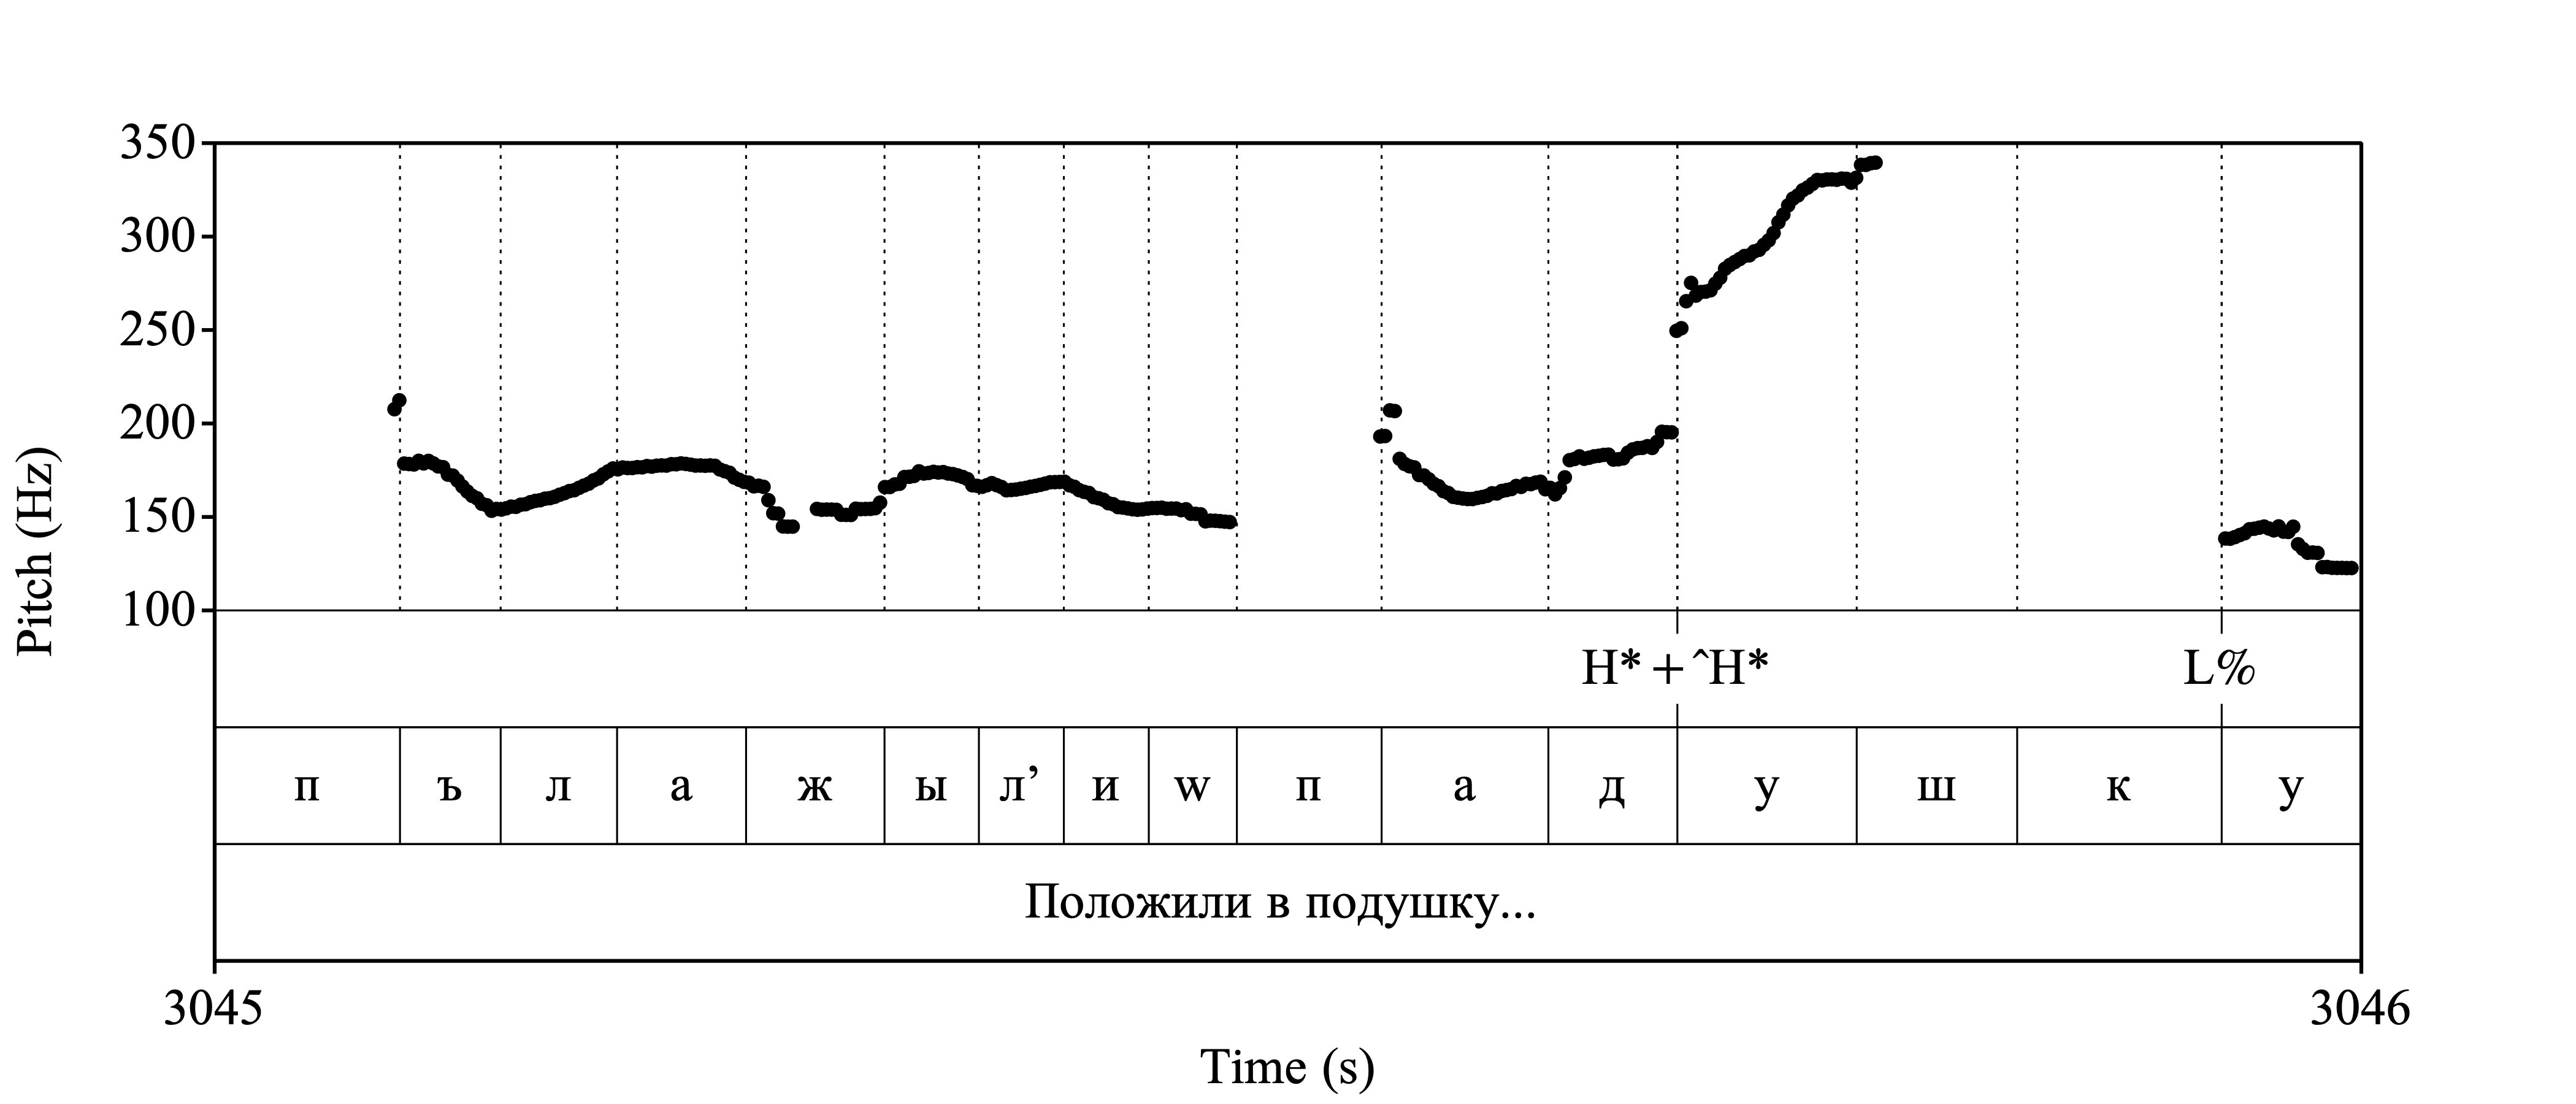 350
300
250
200
150
100
Pitch (Hz)
H* + ˆH* L%
п ъ л а ж ы л’ и w п а д у ш к у
Положили в подушку...
3045 3046
Time (s)